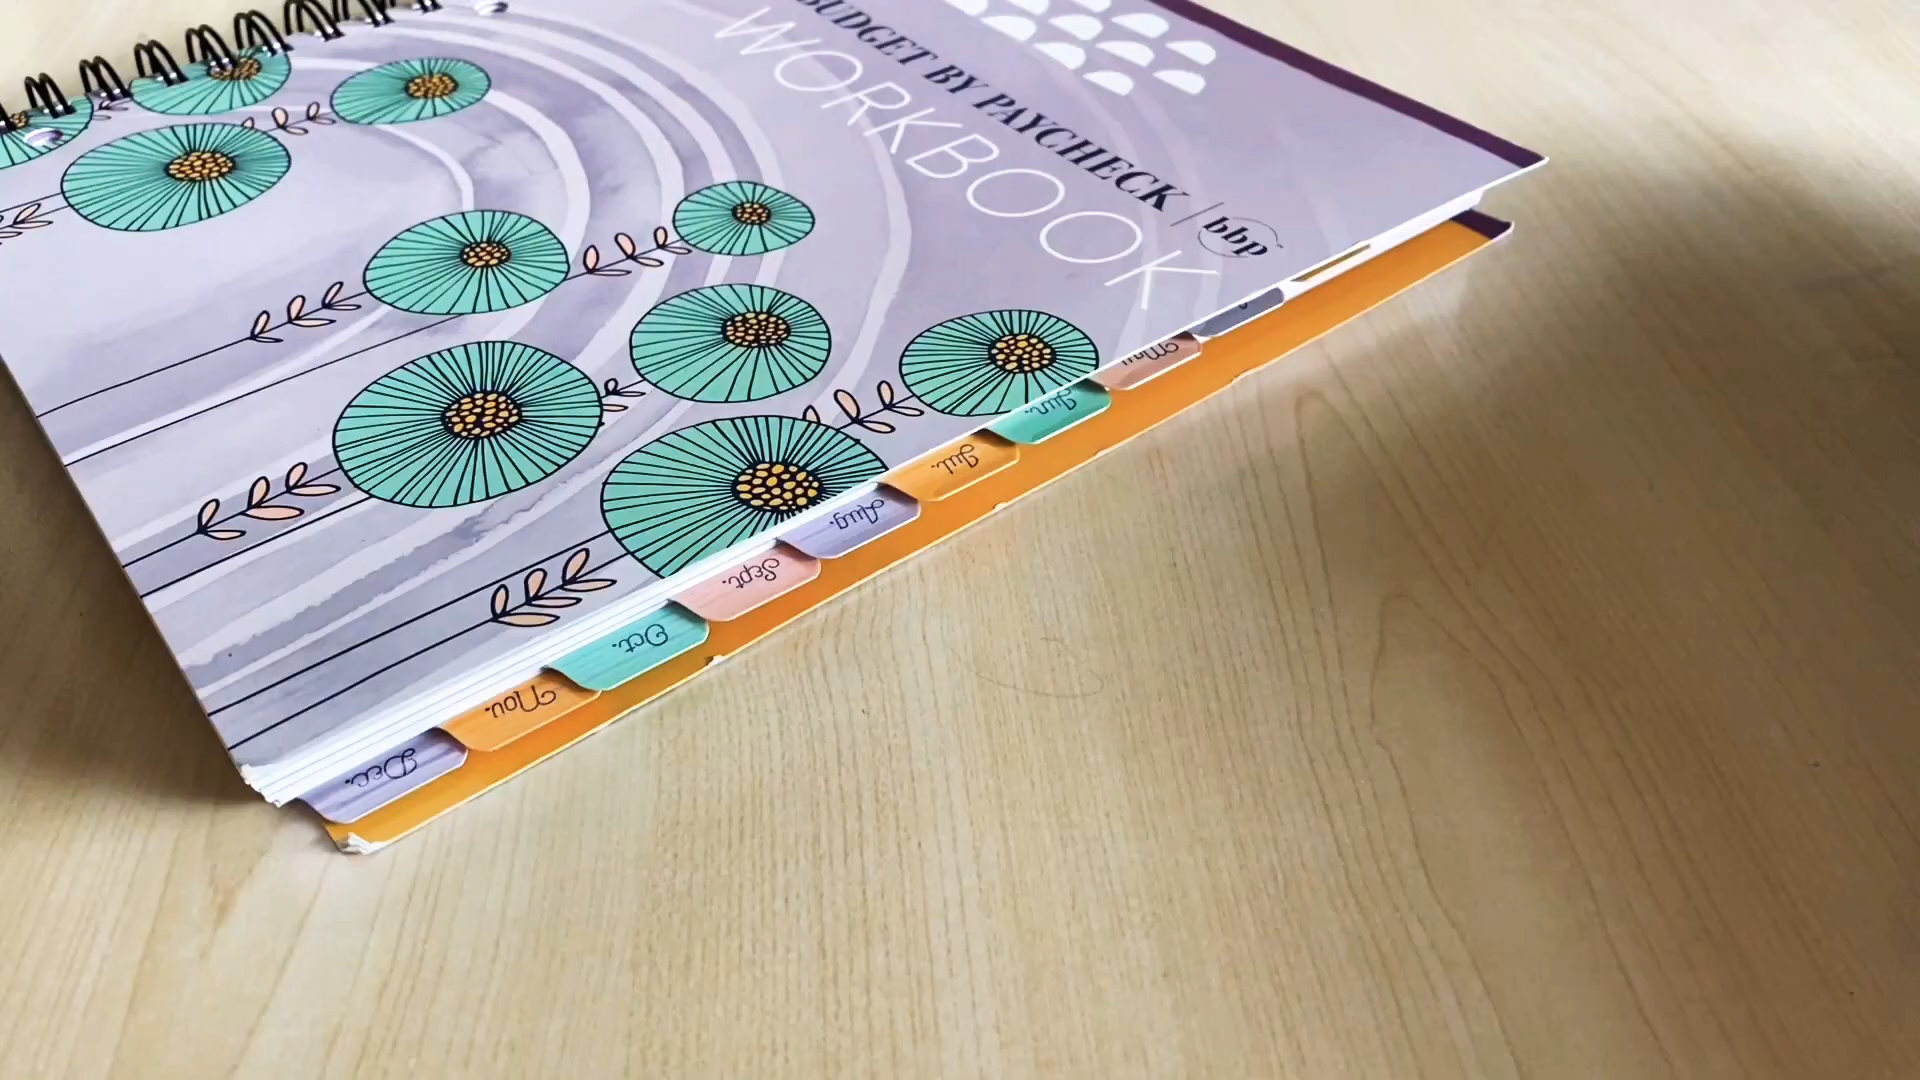 BUDGET BY PAYCHECK
WORKBOOK
bbp
May
Jun.
Jul.
Aug.
Sept.
Oct.
Nov.
Dec.